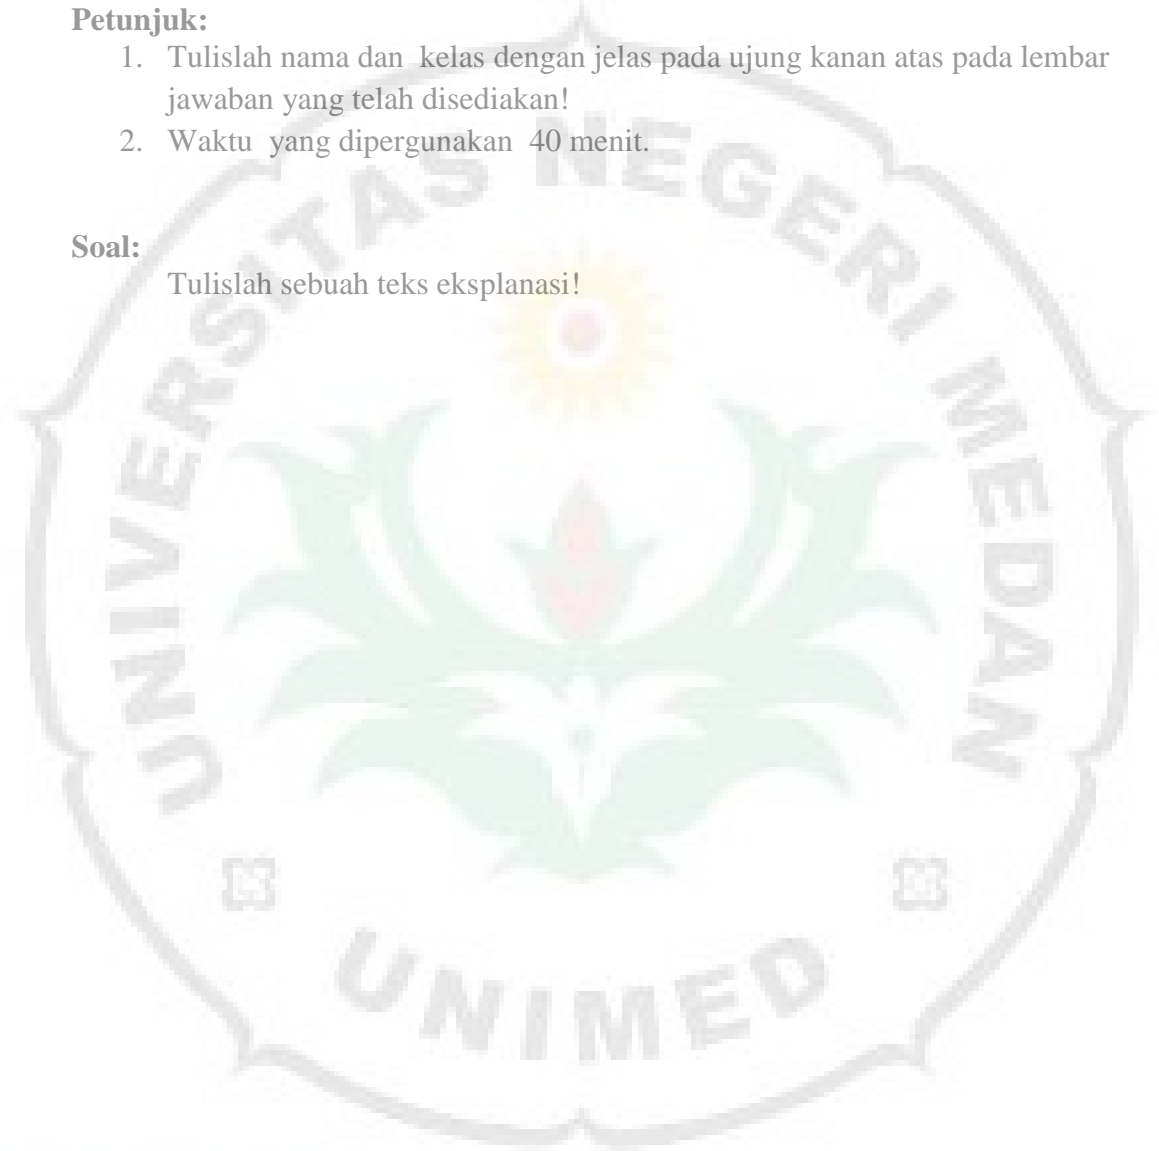 Petunjuk:
1. Tulislah nama dan kelas dengan jelas pada ujung kanan atas pada lembar
jawaban yang telah disediakan!
2. Waktu yang dipergunakan 40 menit.
Soal:
Tulislah sebuah teks eksplanasi!
UNIVERSITAS NEGERI MEDAN
UNIMED